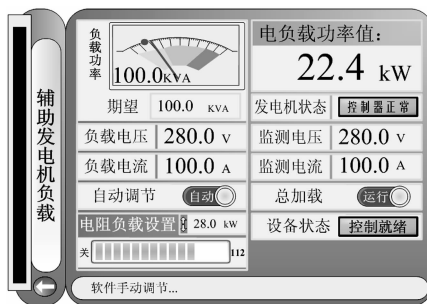 辅助发电机负载
负载功率
100.0KVA
期望 100.0 KVA
负载电压 280.0 V
负载电流 100.0 A
自动调节 自动
电阻负载设置 28.0 kW
关 112
电负载功率值:
22.4 kW
发电机状态 控制器正常
监测电压 280.0 V
监测电流 100.0 A
总加载 运行
设备状态 控制就绪
软件手动调节...